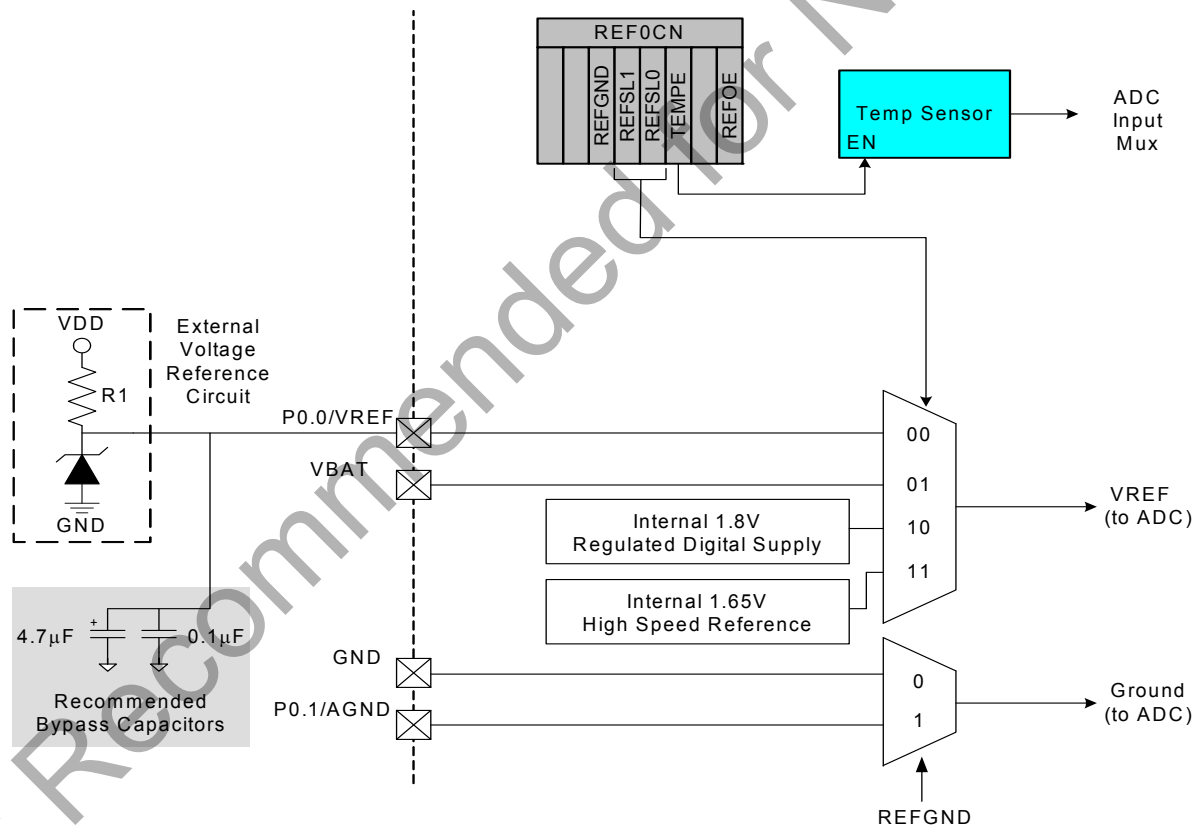 REF0CN
REFGND
REFSL1
REFSL0
TEMPE
REFOE
Temp Sensor
EN
ADC
Input
Mux
VDD
R1
GND
External
Voltage
Reference
Circuit
P0.0/VREF
VBAT
00
01
10
11
Internal 1.8V
Regulated Digital Supply
Internal 1.65V
High Speed Reference
VREF
(to ADC)
4.7μF
+
0.1μF
Recommended
Bypass Capacitors
GND
P0.1/AGND
0
1
Ground
(to ADC)
REFGND
Recommended for N